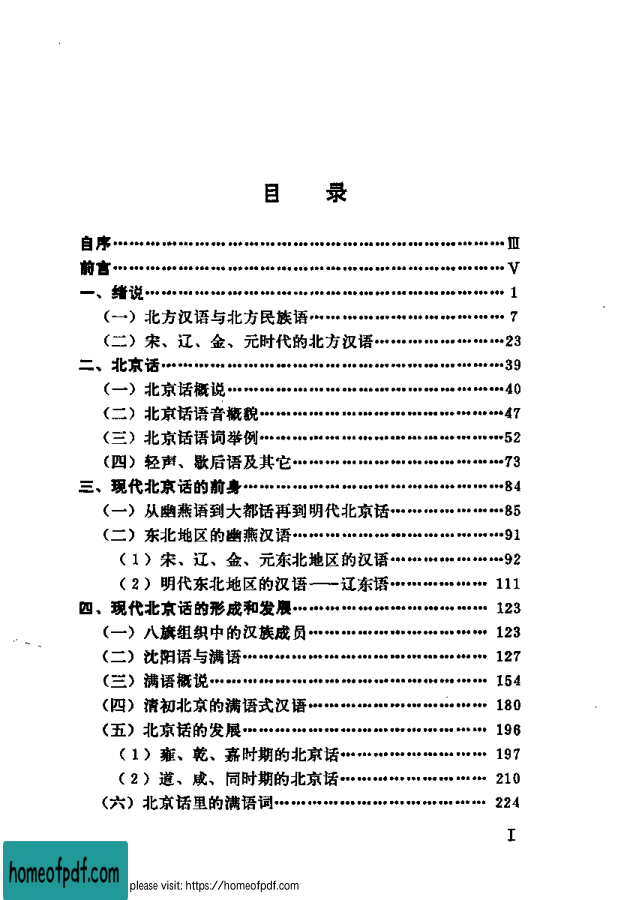 目 录
自序……………………………………………………Ⅲ
前言……………………………………………………Ⅴ
一、绪说………………………………………………1
（一）北方汉语与北方民族语………………………7
（二）宋、辽、金、元时代的北方汉语……………23
二、北京话……………………………………………39
（一）北京话概说……………………………………40
（二）北京话语音概貌………………………………47
（三）北京话语词举例………………………………52
（四）轻声、歇后语及其它…………………………73
三、现代北京话的前身………………………………84
（一）从幽燕语到大都话再到明代北京话…………85
（二）东北地区的幽燕汉语…………………………91
（1）宋、辽、金、元东北地区的汉语……………92
（2）明代东北地区的汉语——辽东语…………… 111
四、现代北京话的形成和发展……………………… 123
（一）八旗组织中的汉族成员……………………… 123
（二）沈阳语与满语………………………………… 127
（三）满语概说……………………………………… 154
（四）清初北京的满语式汉语……………………… 180
（五）北京话的发展………………………………… 196
（1）雍、乾、嘉时期的北京话…………………… 197
（2）道、咸、同时期的北京话…………………… 210
（六）北京话里的满语词…………………………… 224
I
homeofpdf.com
please visit: https://homeofpdf.com